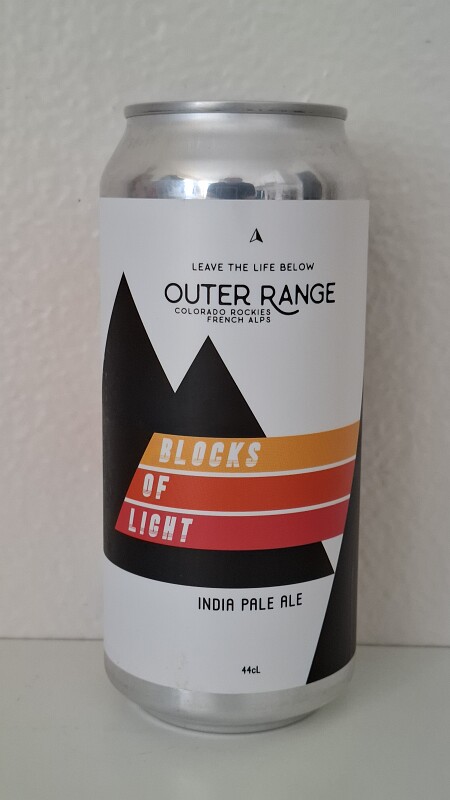 LEAVE THE LIFE BELOW
OUTER RANGE
COLORADO ROCKIES
FRENCH ALPS
BLOCKS
OF
LIGHT
INDIA PALE ALE
44cL